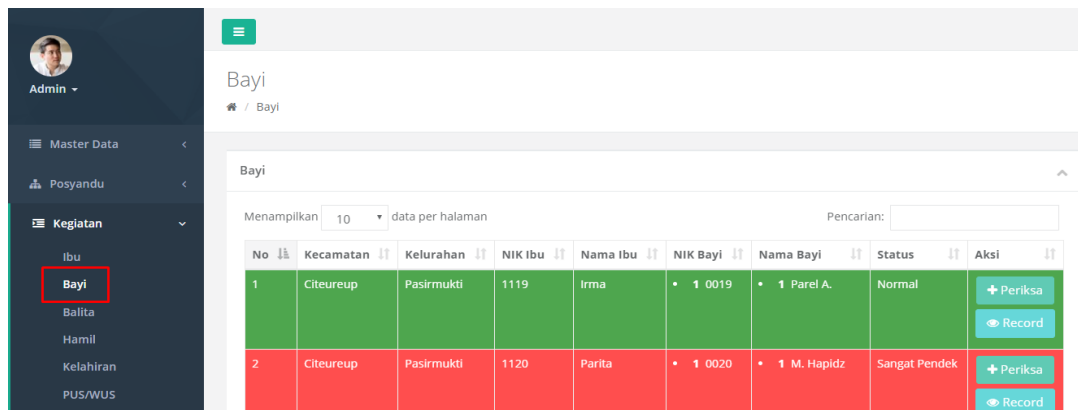 Admin
Master Data
Posyandu
Kegiatan
Ibu
Bayi
Balita
Hamil
Kelahiran
PUS/WUS
Bayi
/ Bayi
Bayi
Menampilkan 10 data per halaman Pencarian:
No Kecamatan Kelurahan NIK Ibu Nama Ibu NIK Bayi Nama Bayi Status Aksi
1 Citeureup Pasirmukti 1119 Irma • 1 0019 • 1 Parel A. Normal + Periksa
Record
2 Citeureup Pasirmukti 1120 Parita • 1 0020 • 1 M. Hapidz Sangat Pendek + Periksa
Record